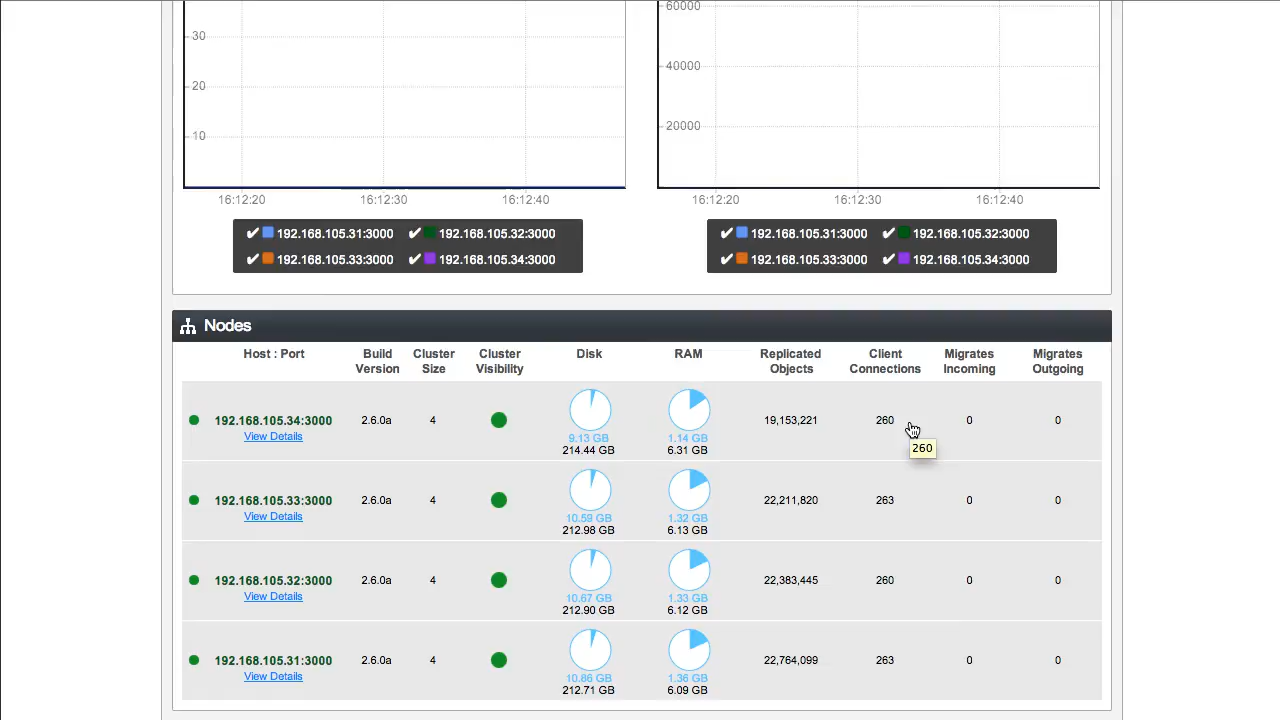 30
20
10
16:12:20 16:12:30 16:12:40
60000
40000
20000
16:12:20 16:12:30 16:12:40
192.168.105.31:3000 192.168.105.32:3000
192.168.105.33:3000 192.168.105.34:3000
192.168.105.31:3000 192.168.105.32:3000
192.168.105.33:3000 192.168.105.34:3000
Nodes
Host : Port Build Version Cluster Size Cluster Visibility Disk RAM Replicated Objects Client Connections Migrates Incoming Migrates Outgoing
192.168.105.34:3000 2.6.0a 4 19,153,221 260 0 0
View Details
9.13 GB 1.14 GB
214.44 GB 6.31 GB
260
192.168.105.33:3000 2.6.0a 4 22,211,820 263 0 0
View Details
10.59 GB 1.32 GB
212.98 GB 6.13 GB
192.168.105.32:3000 2.6.0a 4 22,383,445 260 0 0
View Details
10.67 GB 1.33 GB
212.90 GB 6.12 GB
192.168.105.31:3000 2.6.0a 4 22,764,099 263 0 0
View Details
10.86 GB 1.36 GB
212.71 GB 6.09 GB